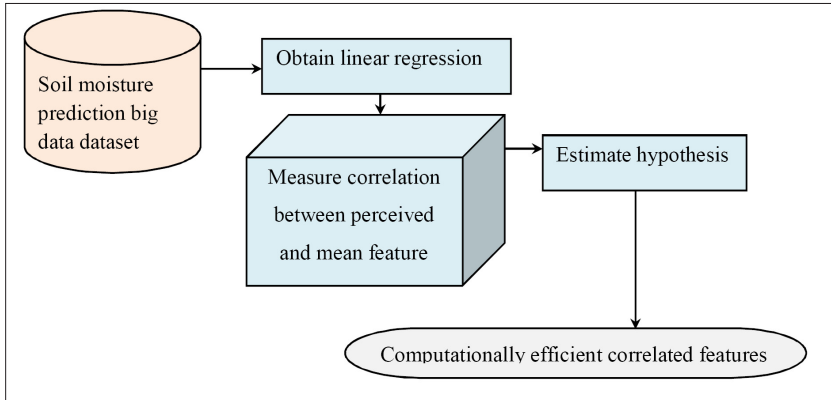 Soil moisture
prediction big
data dataset
Obtain linear regression
Measure correlation
between perceived
and mean feature
Estimate hypothesis
Computationally efficient correlated features